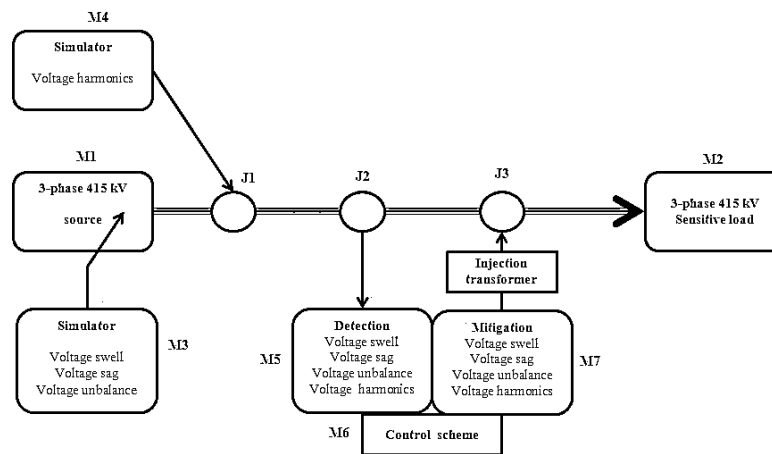 M4
Simulator
Voltage harmonics
M1
3-phase 415 kV
source
J1
J2
J3
M2
3-phase 415 kV
Sensitive load
Injection
transformer
Simulator
Voltage swell
Voltage sag
Voltage unbalance
M3
M5
Detection
Voltage swell
Voltage sag
Voltage unbalance
Voltage harmonics
Mitigation
Voltage swell
Voltage sag
Voltage unbalance
Voltage harmonics
M7
M6
Control scheme